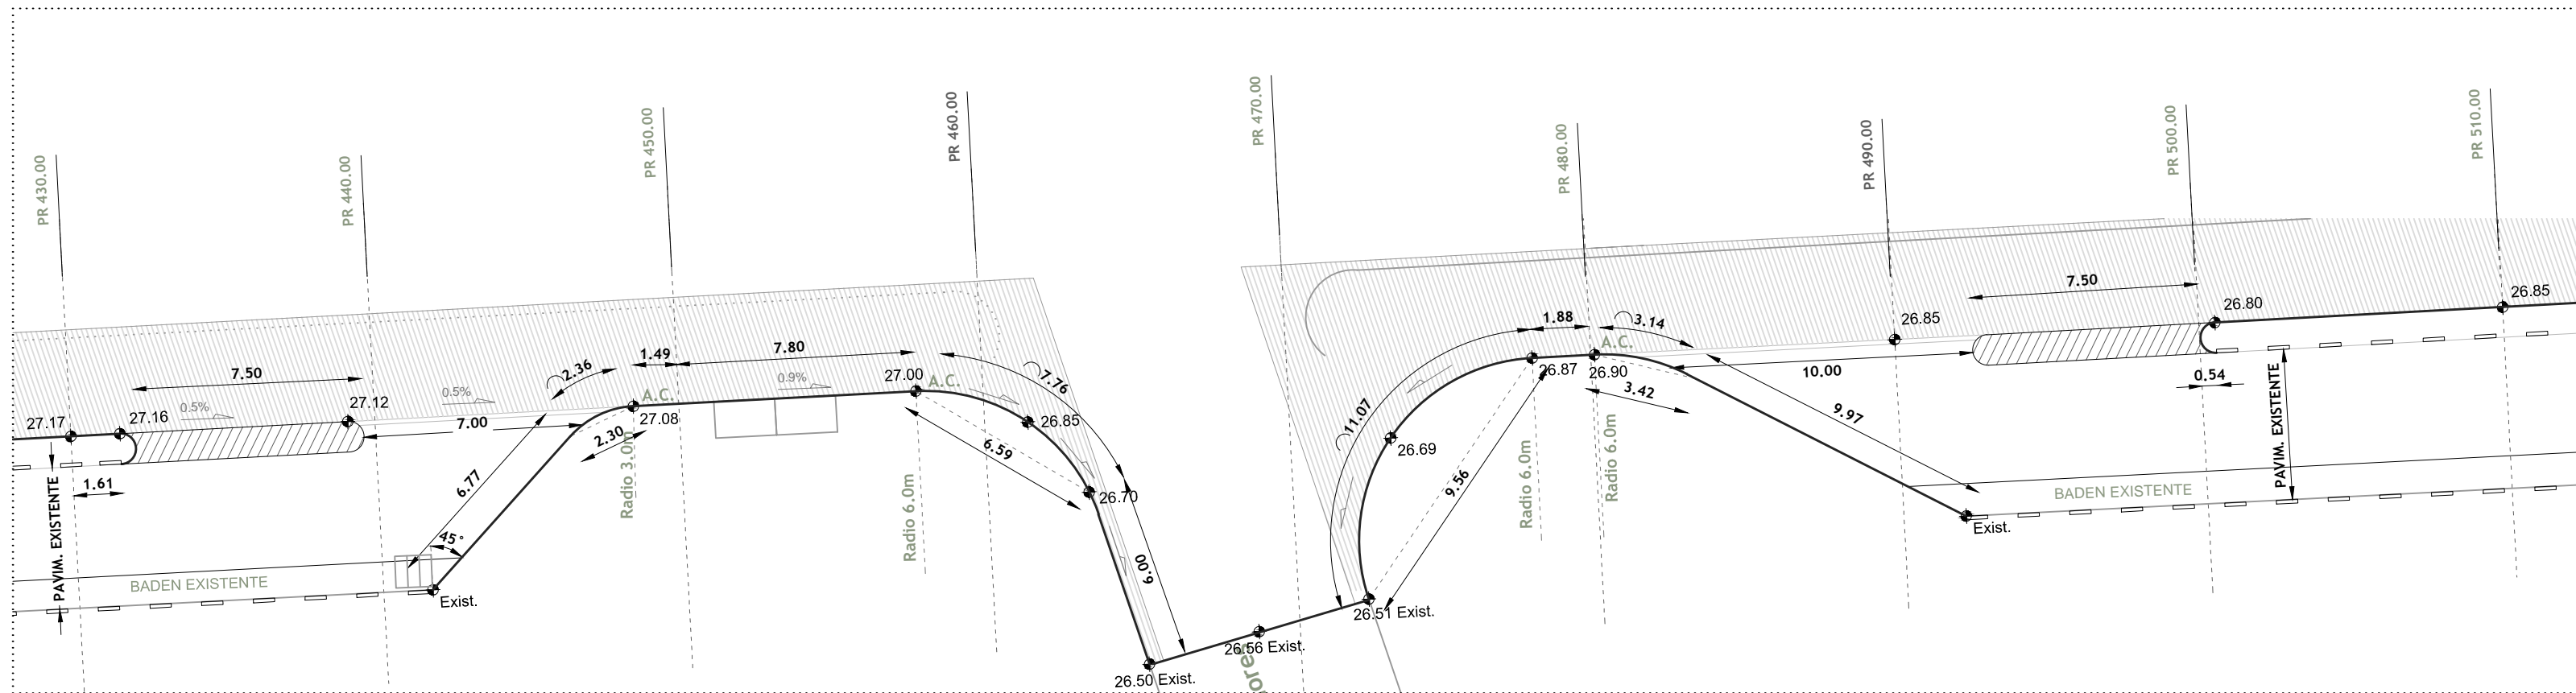 PR 430.00
PR 440.00
PR 450.00
PR 460.00
PR 470.00
PR 480.00
PR 490.00
PR 500.00
PR 510.00
27.17
27.16
7.50
0.5%
27.12
0.5%
7.00
2.36
1.49
A.C.
27.08
2.30
Radio 3.0m
6.77
45°
7.80
0.9%
27.00
A.C.
7.76
26.85
6.59
26.70
Radio 6.0m
6.00
1.61
PAVIM. EXISTENTE
BADEN EXISTENTE
Exist.
26.50 Exist.
26.56 Exist.
26.51 Exist.
11.07
26.69
9.56
1.88
26.87
3.14
A.C.
26.90
3.42
Radio 6.0m
Radio 6.0m
26.85
10.00
9.97
7.50
26.80
26.85
0.54
PAVIM. EXISTENTE
BADEN EXISTENTE
Exist.